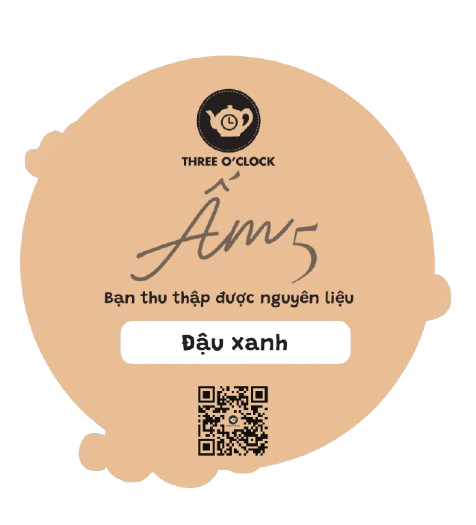 THREE O'CLOCK
Ấm 5
Bạn thu thập được nguyên liệu
Đậu xanh